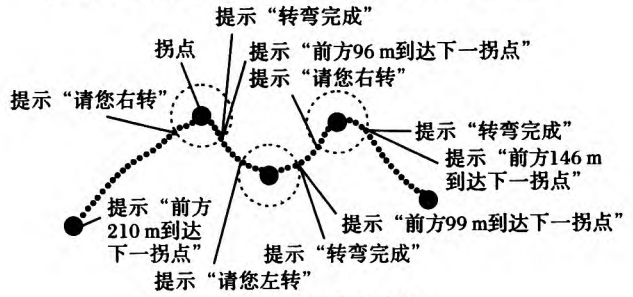 提示“转弯完成”
拐点
提示“前方96 m到达下一拐点”
提示“请您右转”
提示“请您右转”
提示“转弯完成”
提示“前方146 m
到达下一拐点”
提示“前方
210 m到达
下一拐点”
提示“前方99 m到达下一拐点”
提示“转弯完成”
提示“请您左转”